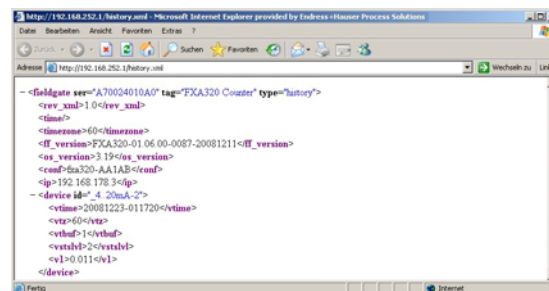 http://192.168.252.1/history.xml - Microsoft Internet Explorer provided by Endress+Hauser Process Solutions
Datei Bearbeiten Ansicht Favoriten Extras ?
Zurück Suchen Favoriten
Adresse http://192.168.252.1/history.xml Wechseln zu
- <fieldgate ser="A70024010A0" tag="FXA320 Counter" type="history">
<rev_xml>1.0</rev_xml>
<time/>
<timezone>60</timezone>
<ff_version>FXA320-01.06.00-0087-20081211</ff_version>
<os_version>3.19</os_version>
<conf>fxa320-AA1AB</conf>
<ip>192.168.178.3</ip>
- <device id="_4..20mA-2">
<vtime>20081223-011720</vtime>
<vtz>60</vtz>
<vtbuf>1</vtbuf>
<vstslvl>2</vstslvl>
<v1>0.011</v1>
</device>
Fertig Internet